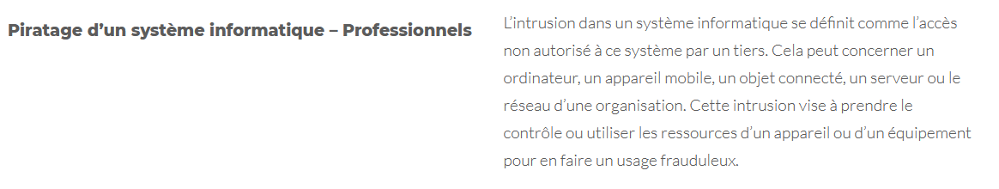 Piratage d’un système informatique – Professionnels
L’intrusion dans un système informatique se définit comme l’accès
non autorisé à ce système par un tiers. Cela peut concerner un
ordinateur, un appareil mobile, un objet connecté, un serveur ou le
réseau d’une organisation. Cette intrusion vise à prendre le
contrôle ou utiliser les ressources d’un appareil ou d’un équipement
pour en faire un usage frauduleux.